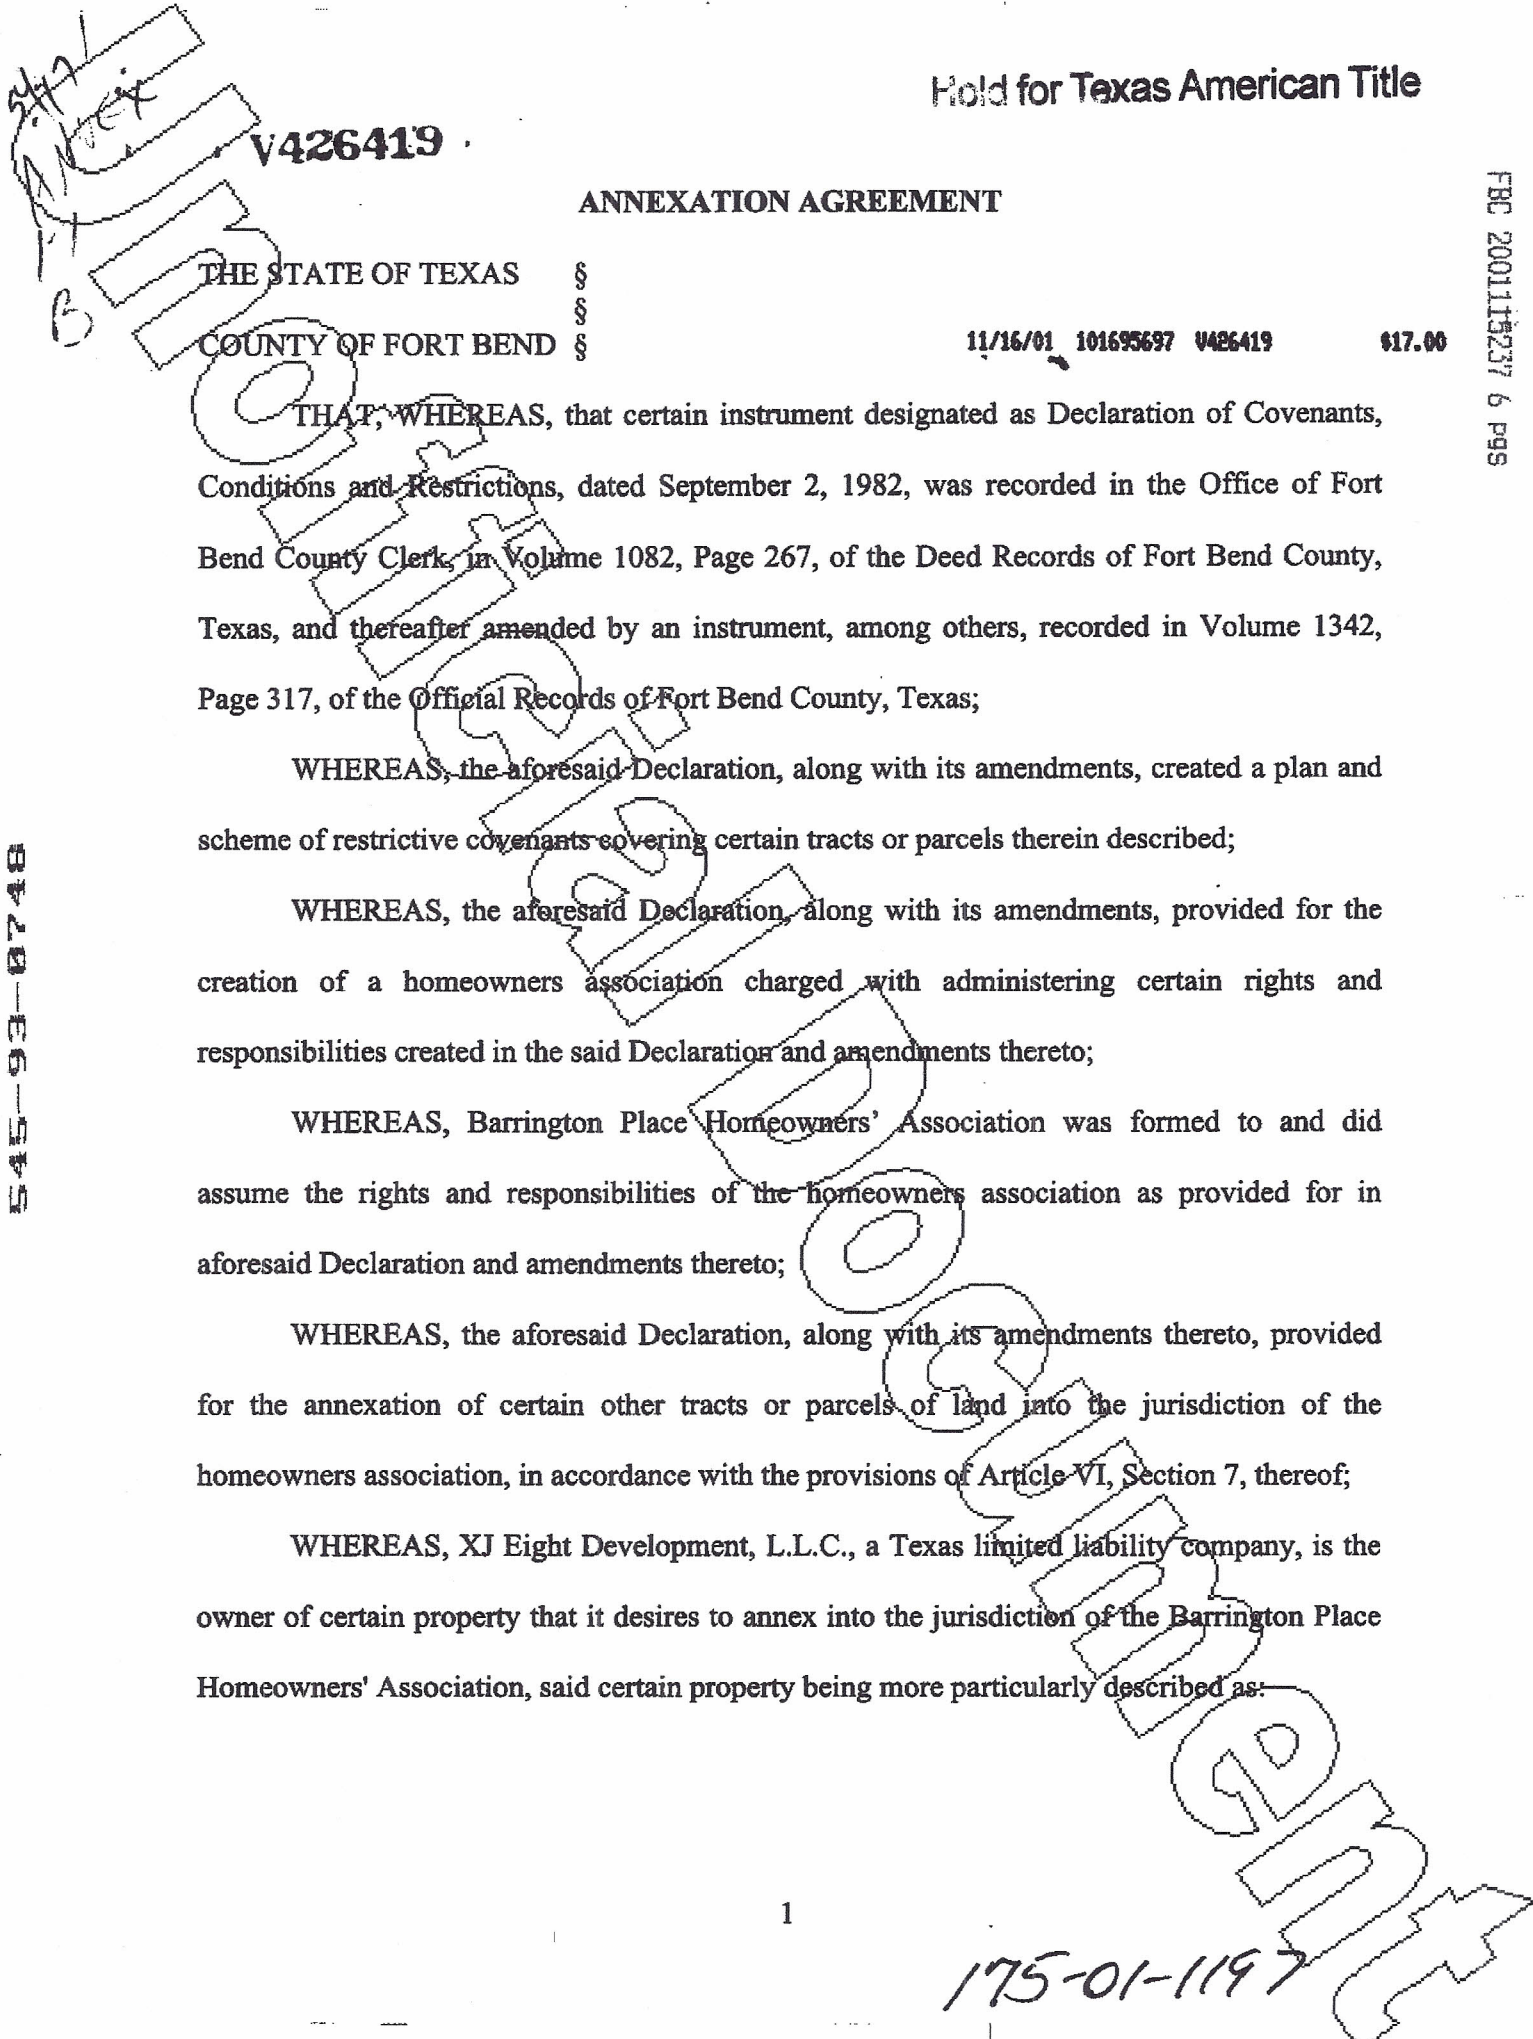 Hold for Texas American Title
V426419
ANNEXATION AGREEMENT
THE STATE OF TEXAS §
§
COUNTY OF FORT BEND §
11/16/01 101695697 V426419 $17.00
FBC 2001115237 6 pgs
THAT, WHEREAS, that certain instrument designated as Declaration of Covenants,
Conditions and Restrictions, dated September 2, 1982, was recorded in the Office of Fort
Bend County Clerk, in Volume 1082, Page 267, of the Deed Records of Fort Bend County,
Texas, and thereafter amended by an instrument, among others, recorded in Volume 1342,
Page 317, of the Official Records of Fort Bend County, Texas;
WHEREAS, the aforesaid Declaration, along with its amendments, created a plan and
scheme of restrictive covenants covering certain tracts or parcels therein described;
WHEREAS, the aforesaid Declaration, along with its amendments, provided for the
creation of a homeowners association charged with administering certain rights and
responsibilities created in the said Declaration and amendments thereto;
WHEREAS, Barrington Place Homeowners' Association was formed to and did
assume the rights and responsibilities of the homeowners association as provided for in
aforesaid Declaration and amendments thereto;
WHEREAS, the aforesaid Declaration, along with its amendments thereto, provided
for the annexation of certain other tracts or parcels of land into the jurisdiction of the
homeowners association, in accordance with the provisions of Article VI, Section 7, thereof;
WHEREAS, XJ Eight Development, L.L.C., a Texas limited liability company, is the
owner of certain property that it desires to annex into the jurisdiction of the Barrington Place
Homeowners' Association, said certain property being more particularly described as:
545-93-0748
1
175-01-1197
Unofficial Document